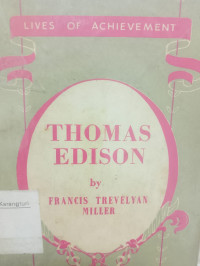 LIVES OF ACHIEVEMENT
THOMAS
EDISON
by
FRANCIS TREVELYAN
MILLER